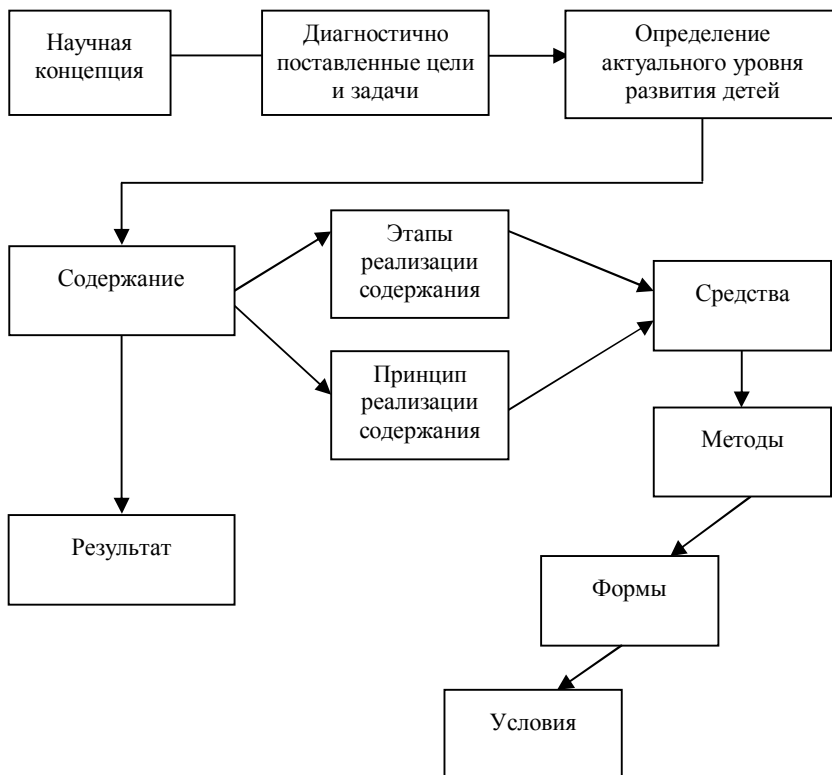 Научная
концепция
Диагностично
поставленные цели
и задачи
Определение
актуального уровня
развития детей
Содержание
Этапы
реализации
содержания
Принцип
реализации
содержания
Средства
Методы
Результат
Формы
Условия